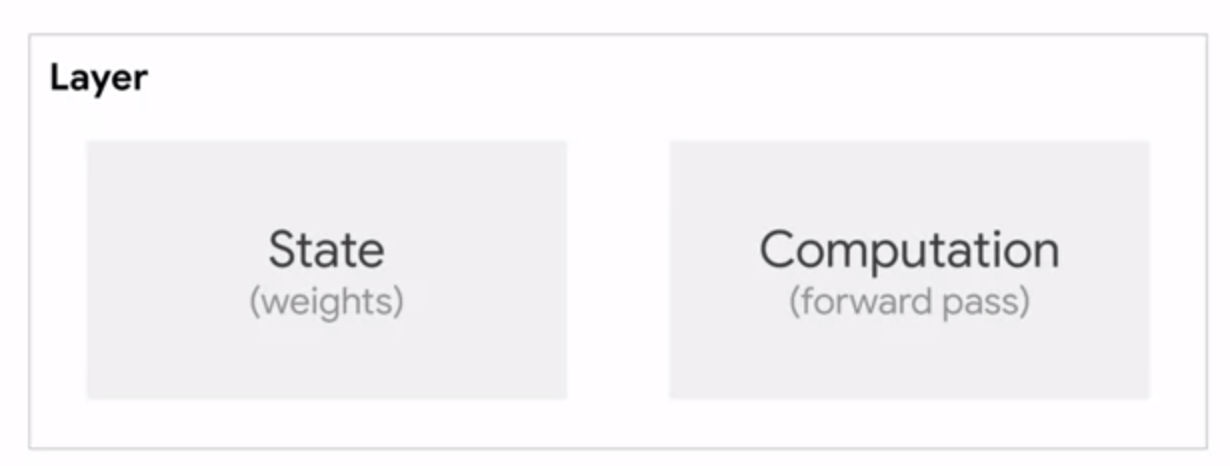 Layer
State
(weights)
Computation
(forward pass)